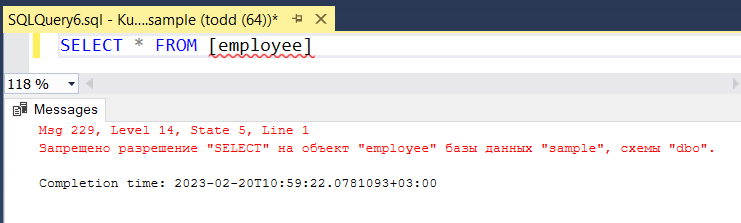 SQLQuery6.sql - Ku....sample (todd (64))*
SELECT * FROM [employee]
118 %
Messages
Msg 229, Level 14, State 5, Line 1
Запрещено разрешение "SELECT" на объект "employee" базы данных "sample", схемы "dbo".
Completion time: 2023-02-20T10:59:22.0781093+03:00